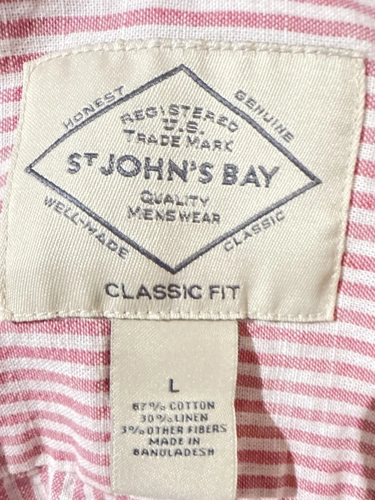 HONEST
GENUINE
REGISTERED
U.S.
TRADE MARK
ST JOHN'S BAY
QUALITY
MENSWEAR
WELL-MADE
CLASSIC
CLASSIC FIT
L
67% COTTON
30% LINEN
3% OTHER FIBERS
MADE IN
BANGLADESH